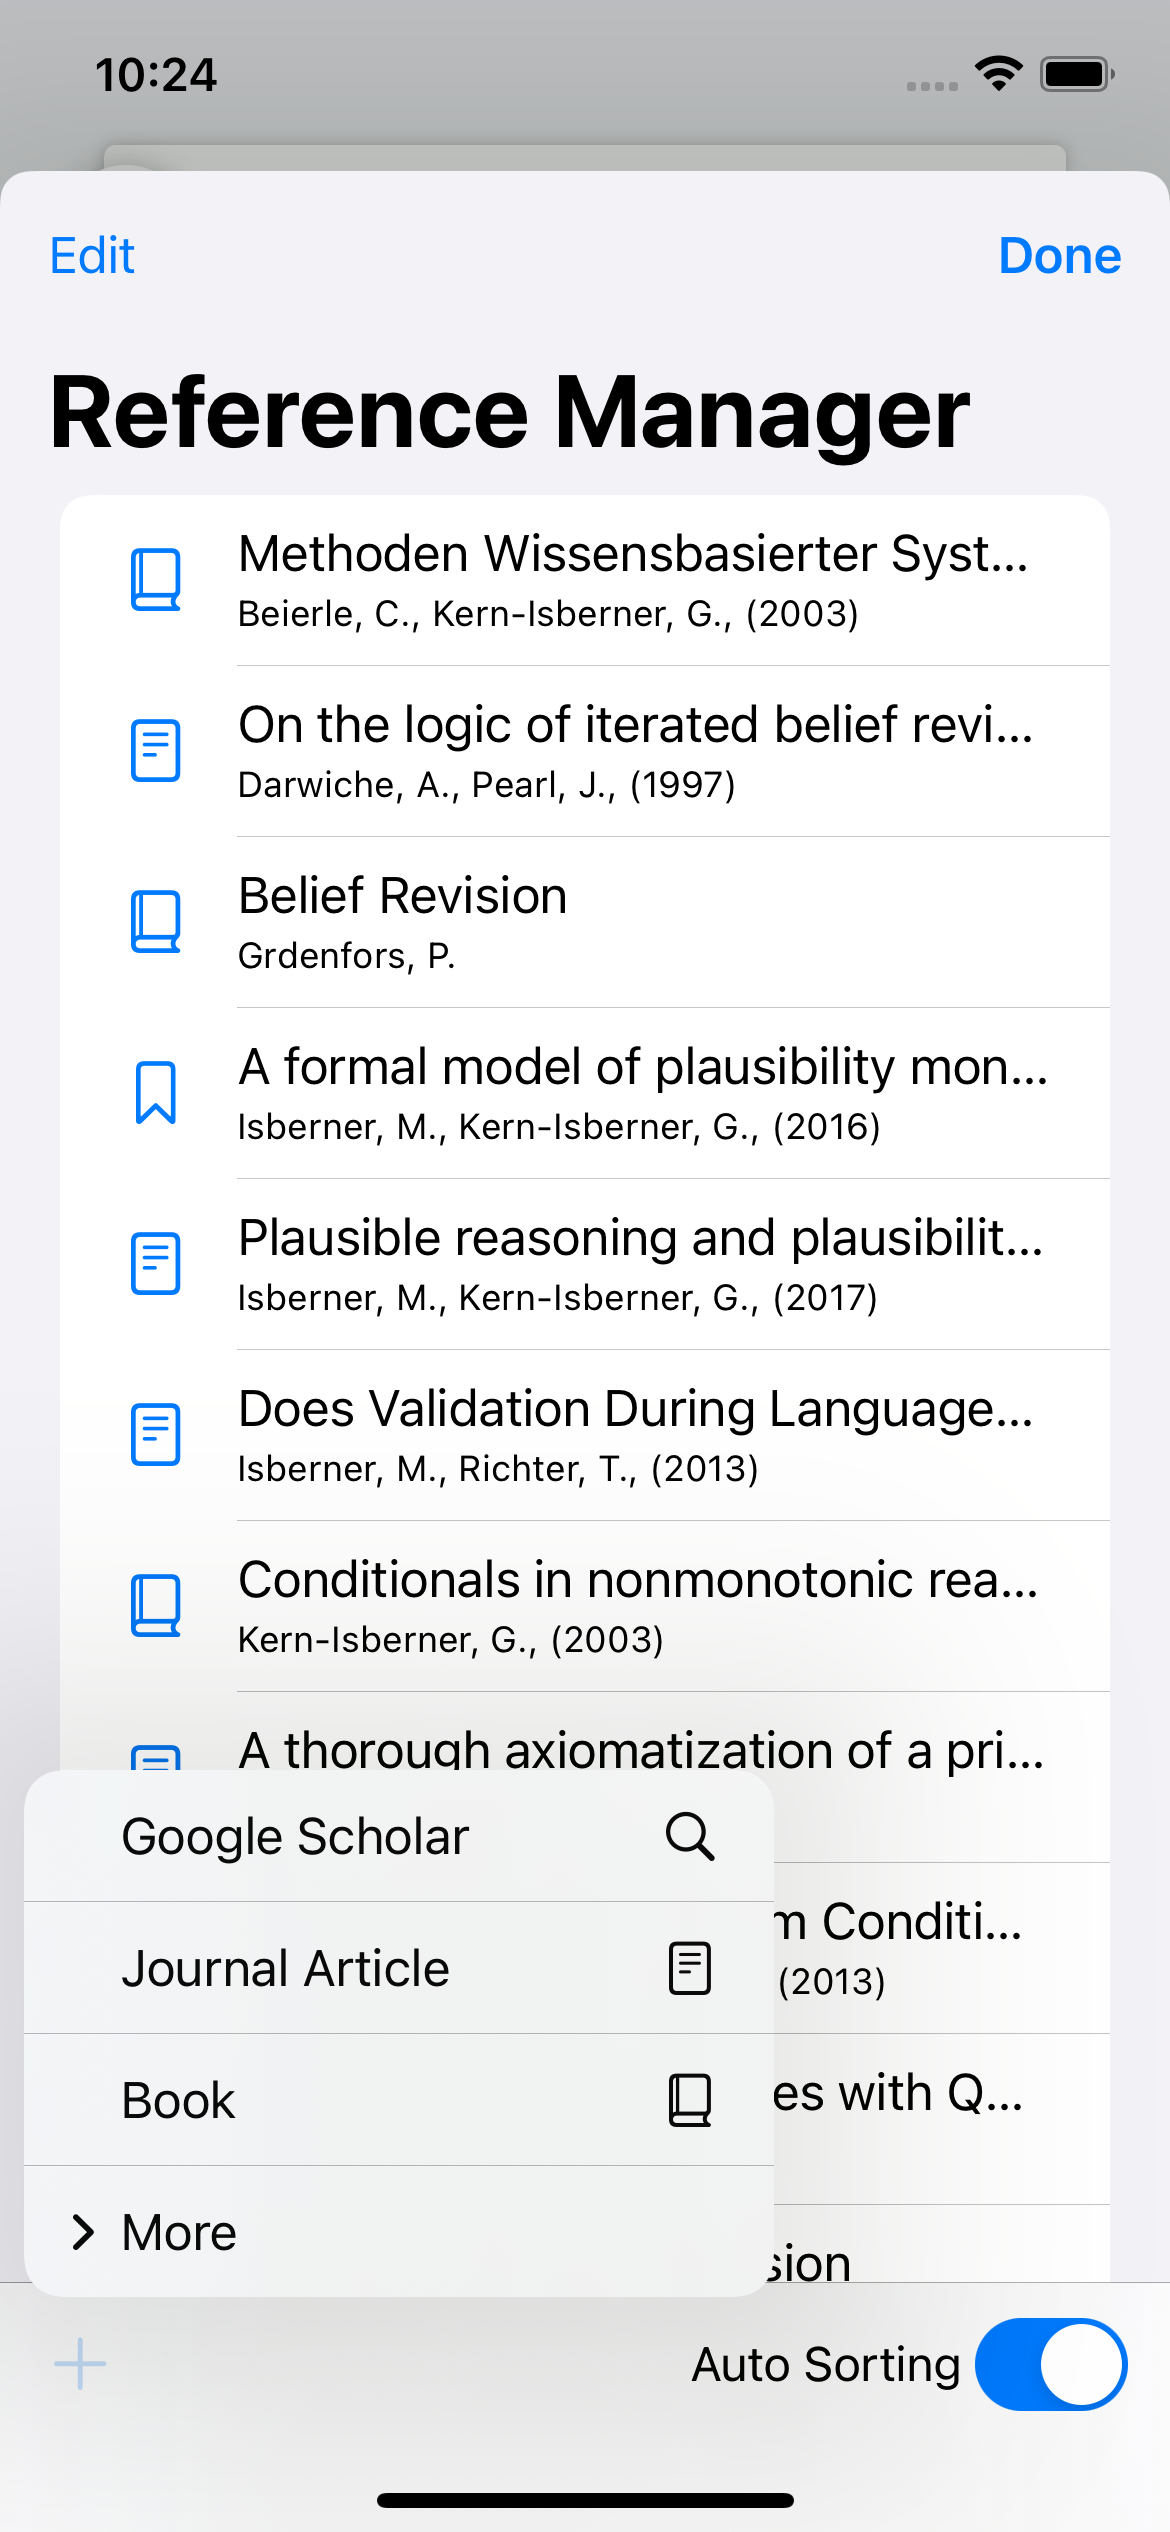 10:24
Edit
Done
Reference Manager
Methoden Wissensbasierter Syst...
Beierle, C., Kern-Isberner, G., (2003)
On the logic of iterated belief revi...
Darwiche, A., Pearl, J., (1997)
Belief Revision
Grdenfors, P.
A formal model of plausibility mon...
Isberner, M., Kern-Isberner, G., (2016)
Plausible reasoning and plausibilit...
Isberner, M., Kern-Isberner, G., (2017)
Does Validation During Language...
Isberner, M., Richter, T., (2013)
Conditionals in nonmonotonic rea...
Kern-Isberner, G., (2003)
A thorough axiomatization of a pri...
Google Scholar
m Conditi...
Journal Article
(2013)
Book
es with Q...
More
sion
Auto Sorting